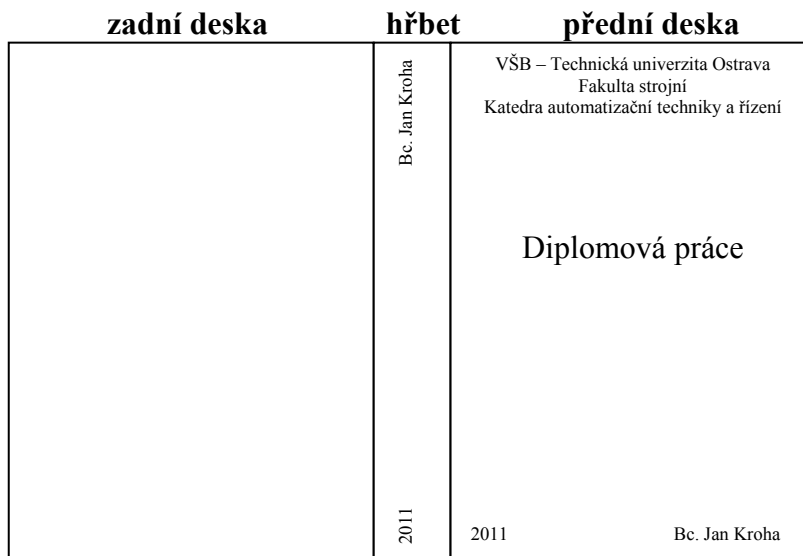 zadní deska hřbet přední deska
Bc. Jan Kroha
2011
VŠB – Technická univerzita Ostrava
Fakulta strojní
Katedra automatizační techniky a řízení
Diplomová práce
2011 Bc. Jan Kroha